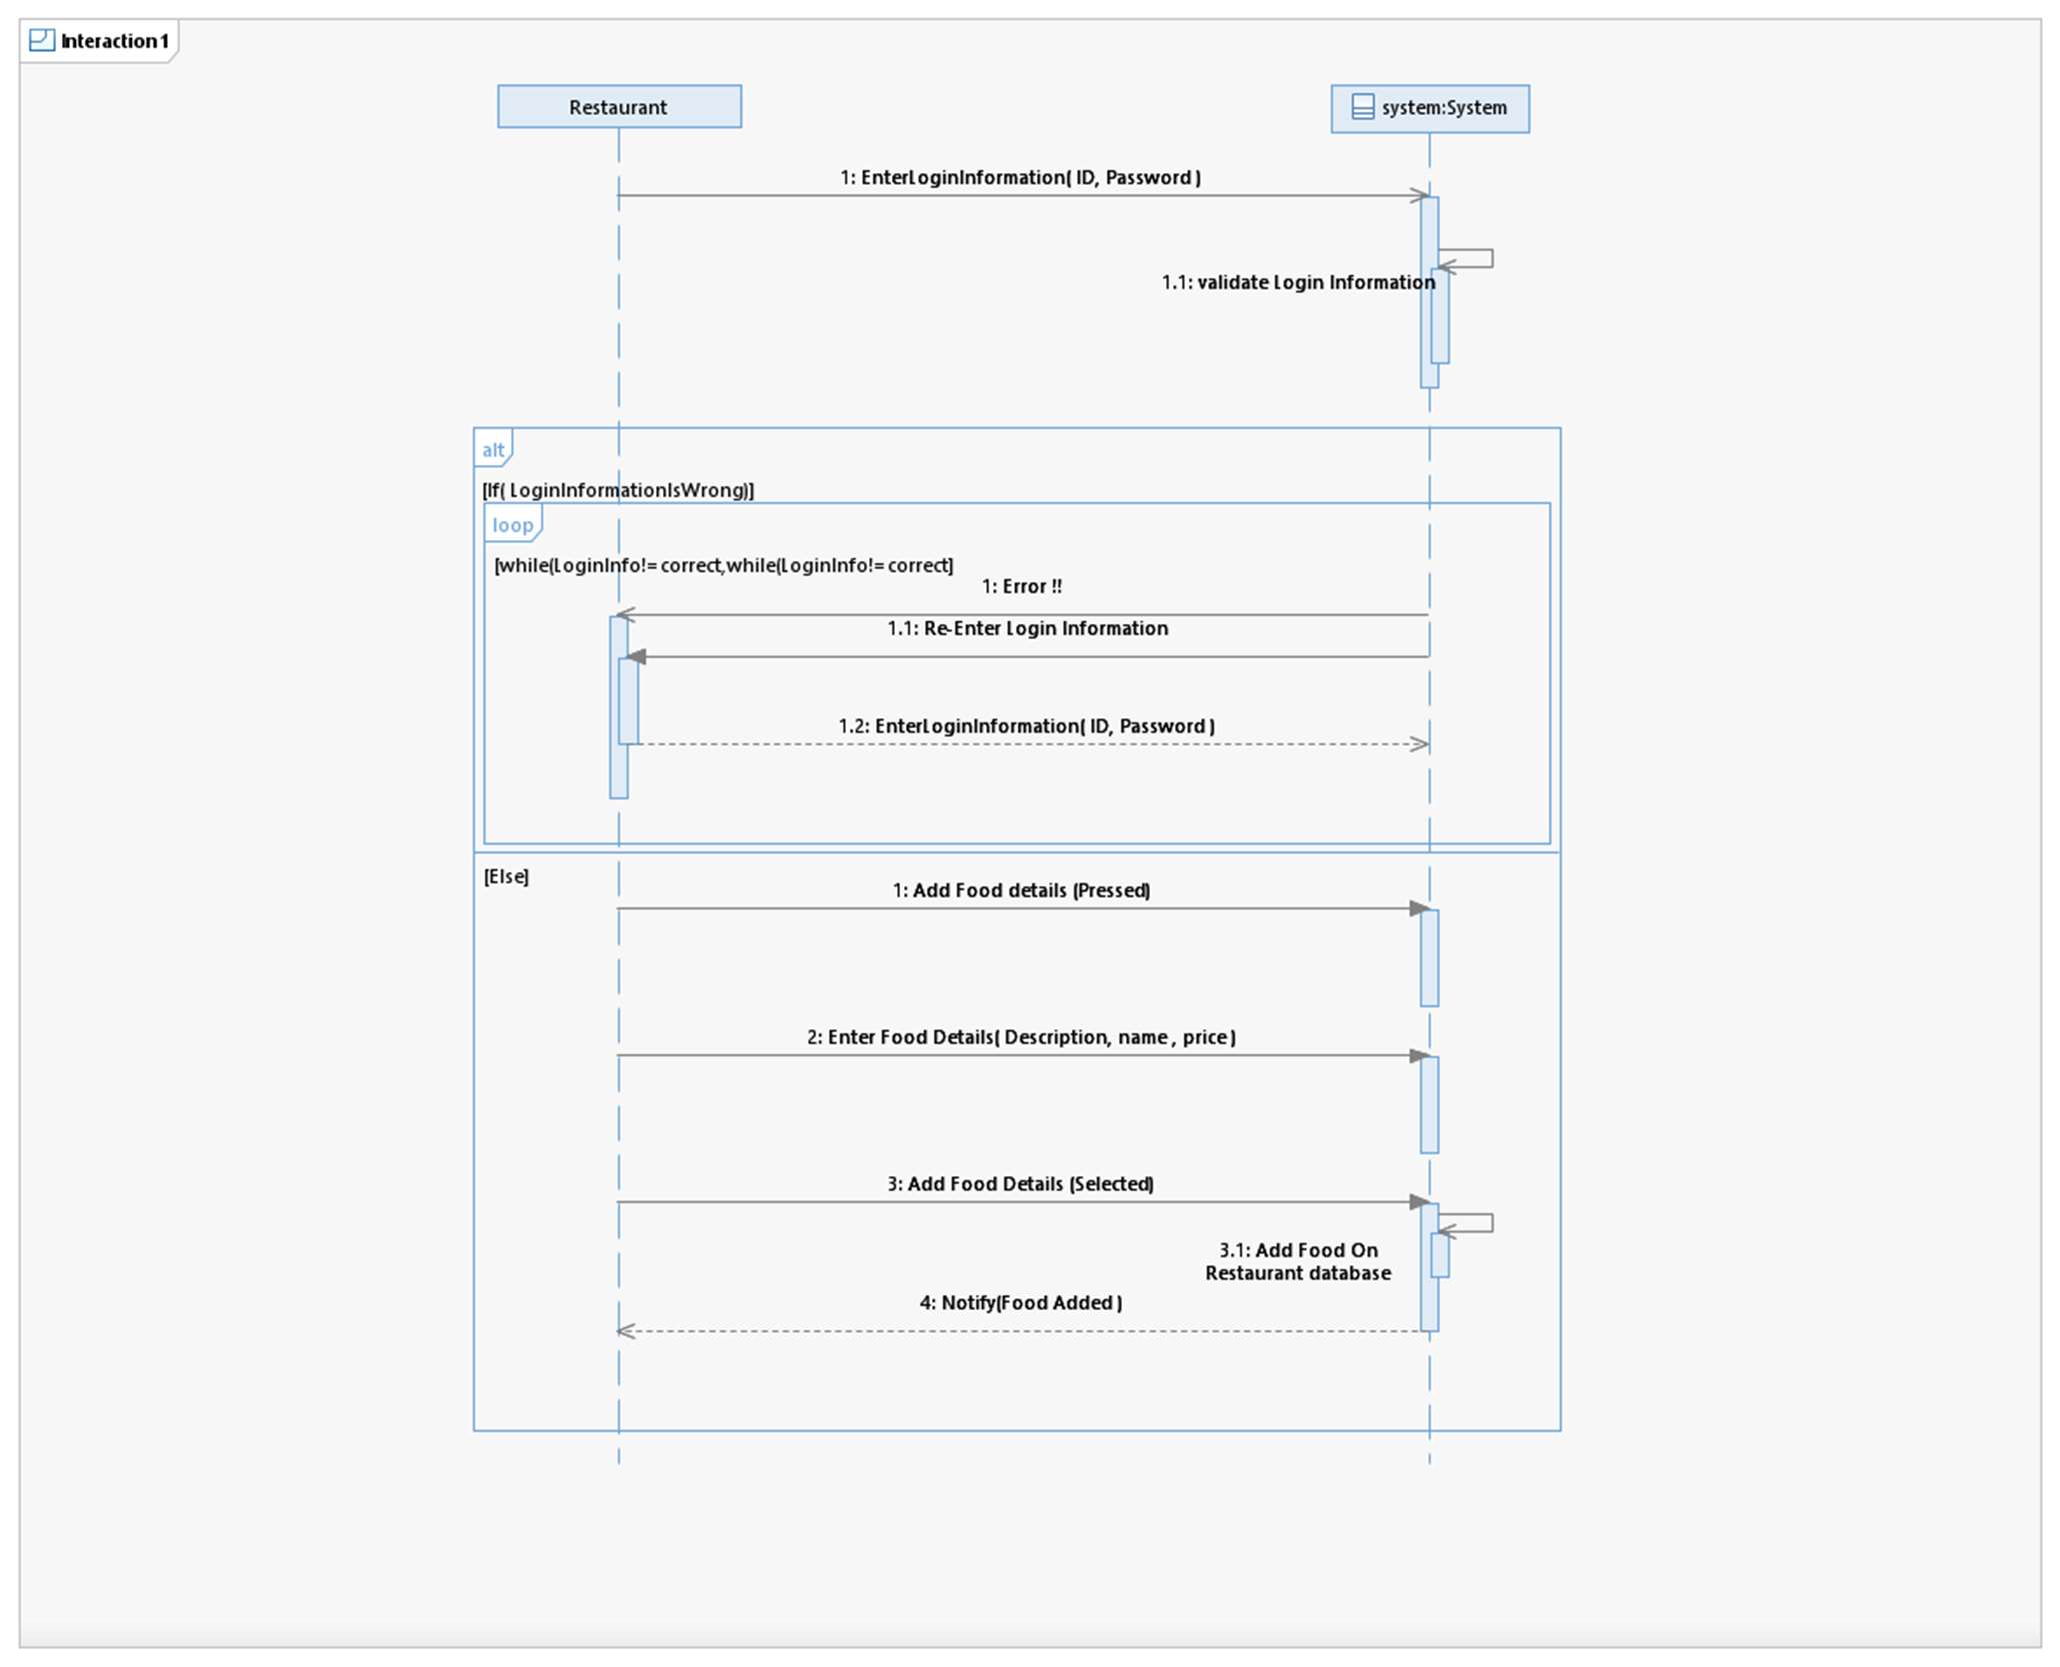 Interaction1
Restaurant
system:System
1: EnterLoginInformation( ID, Password )
1.1: validate Login Information
alt
[If( LoginInformationIsWrong)]
loop
[while(LoginInfo!= correct,while(LoginInfo!= correct]
1: Error !!
1.1: Re-Enter Login Information
1.2: EnterLoginInformation( ID, Password )
[Else]
1: Add Food details (Pressed)
2: Enter Food Details( Description, name , price )
3: Add Food Details (Selected)
3.1: Add Food On
Restaurant database
4: Notify(Food Added )